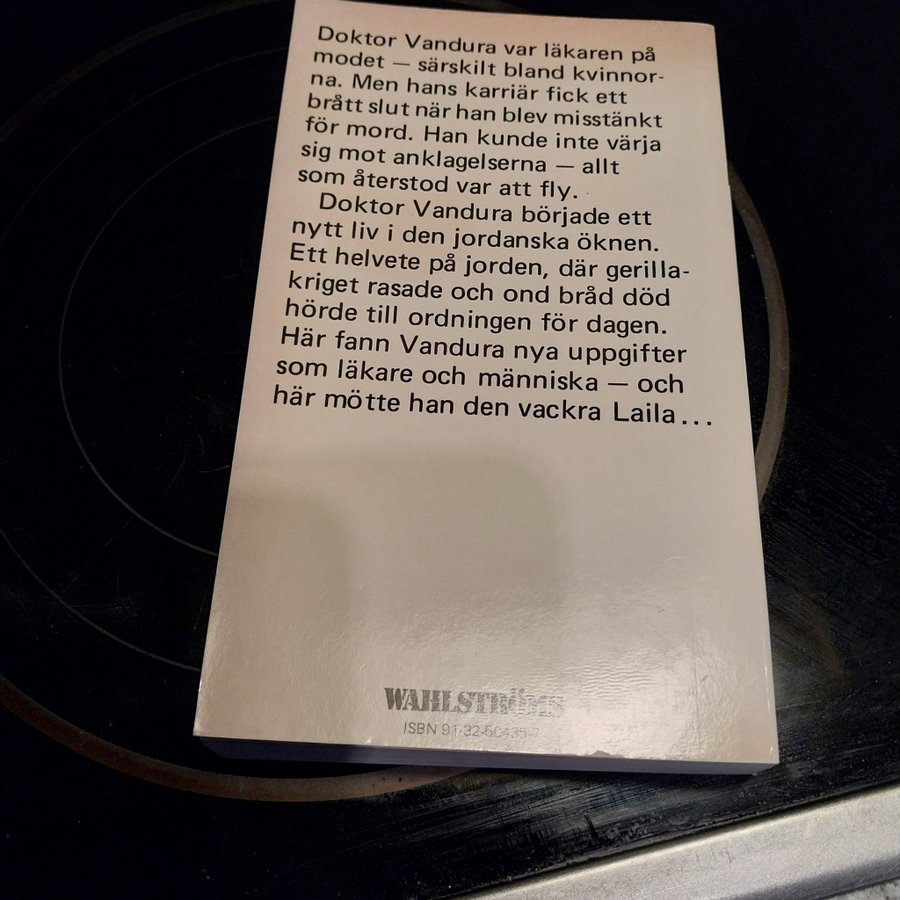 Doktor Vandura var läkaren på
modet — särskilt bland kvinnor-
na. Men hans karriär fick ett
brått slut när han blev misstänkt
för mord. Han kunde inte värja
sig mot anklagelserna — allt
som återstod var att fly.
Doktor Vandura började ett
nytt liv i den jordanska öknen.
Ett helvete på jorden, där gerilla-
kriget rasade och ond bråd död
hörde till ordningen för dagen.
Här fann Vandura nya uppgifter
som läkare och människa — och
här mötte han den vackra Laila...
WAHLSTRÖMS
ISBN